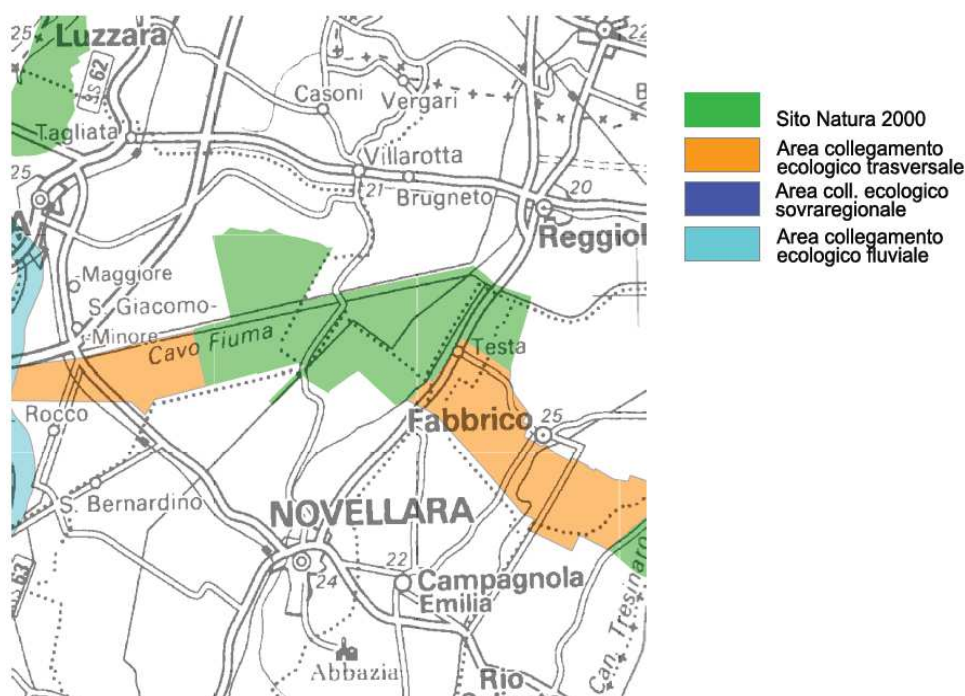 25
Luzzara
22
SS 62
Casoni
Vergari
B
Tagliata
Villarotta
25
21
Brugneto
20
A
Reggiol
Maggiore
S. Giacomo-
Minore
Cavo Fiuma
Testa
Rocco
Fabbrico
25
S. Bernardino
NOVELLARA
22
24
Campagnola
Emilia
63
Can. Tresinaro
Abbazia
Rio
Sito Natura 2000
Area collegamento
ecologico trasversale
Area coll. ecologico
sovraregionale
Area collegamento
ecologico fluviale